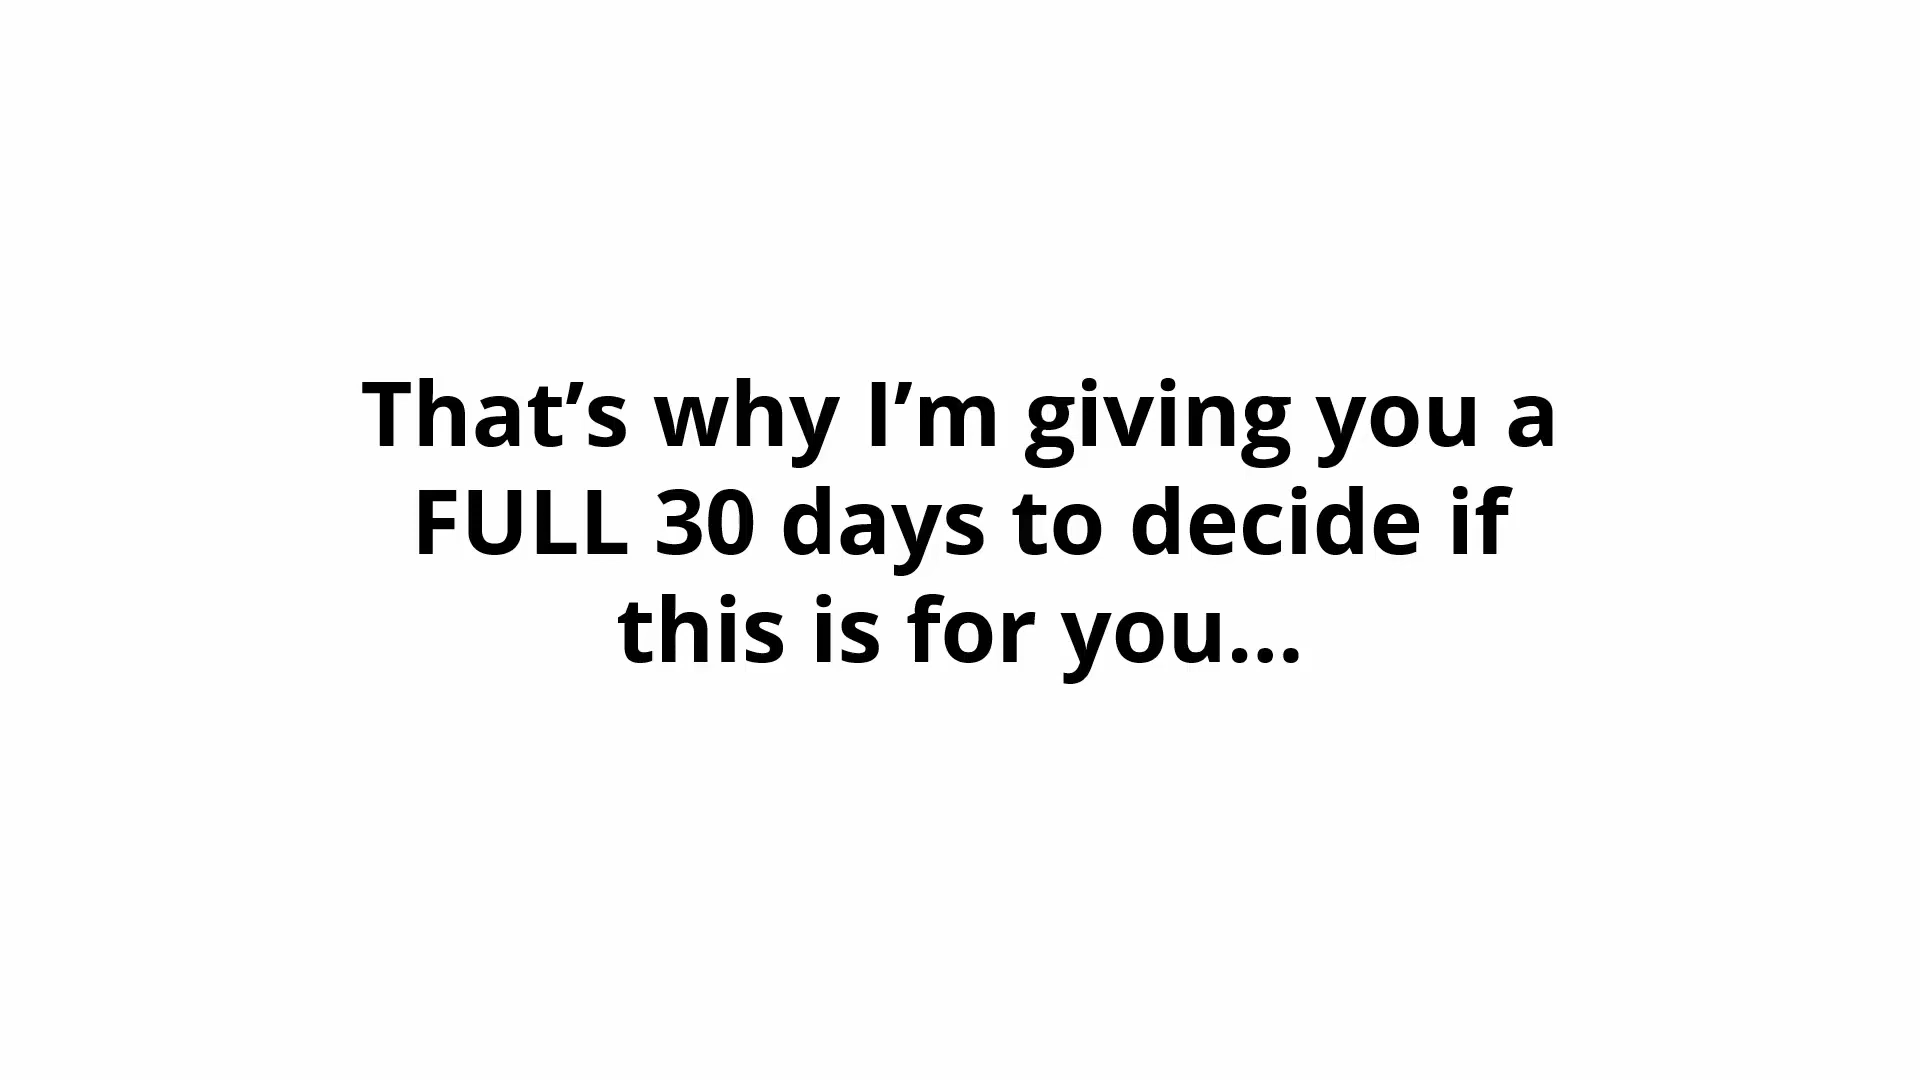 That’s why I’m giving you a
FULL 30 days to decide if
this is for you...